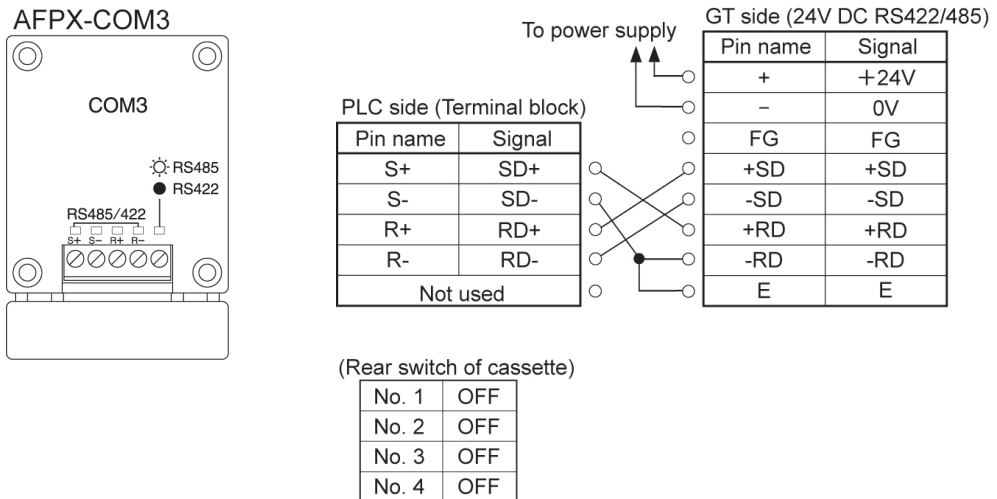 AFPX-COM3
COM3
RS485
RS422
RS485/422
S+ S− R+ R−
To power supply
GT side (24V DC RS422/485)
Pin name Signal
+ +24V
− 0V
FG FG
+SD +SD
-SD -SD
+RD +RD
-RD -RD
E E
PLC side (Terminal block)
Pin name Signal
S+ SD+
S- SD-
R+ RD+
R- RD-
Not used
(Rear switch of cassette)
No. 1 OFF
No. 2 OFF
No. 3 OFF
No. 4 OFF